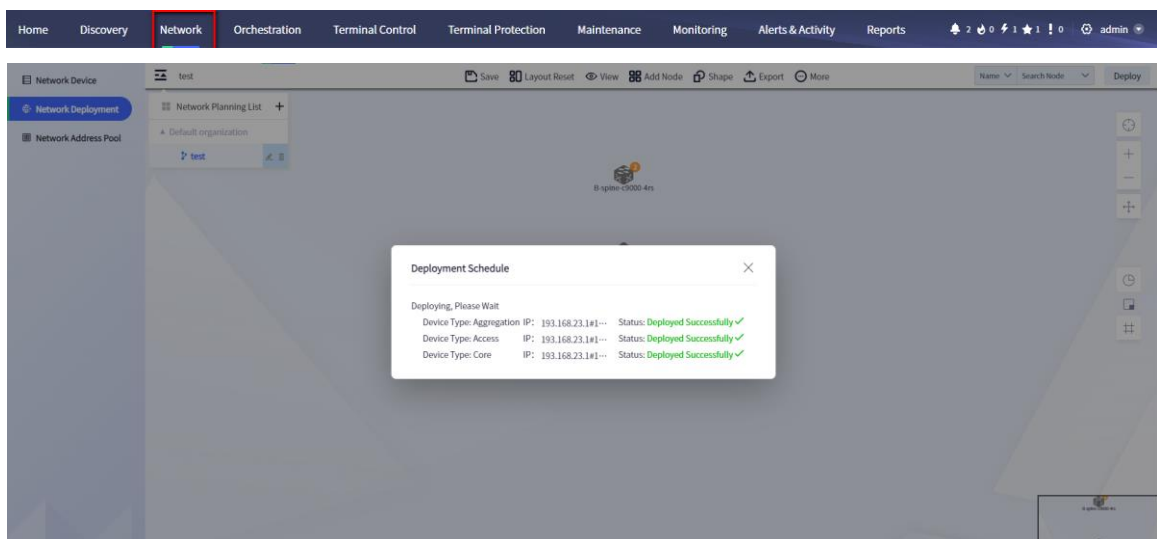 Home Discovery Network Orchestration Terminal Control Terminal Protection Maintenance Monitoring Alerts & Activity Reports 2 0 1 1 0 admin
Network Device
test Save Layout Reset View Add Node Shape Export More Name Search Node Deploy
Network Deployment
Network Planning List +
Network Address Pool
Default organization
test
Deployment Schedule
Deploying, Please Wait
Device Type: Aggregation IP: 193.168.23.1#1··· Status: Deployed Successfully
Device Type: Access IP: 193.168.23.1#1··· Status: Deployed Successfully
Device Type: Core IP: 193.168.23.1#1··· Status: Deployed Successfully